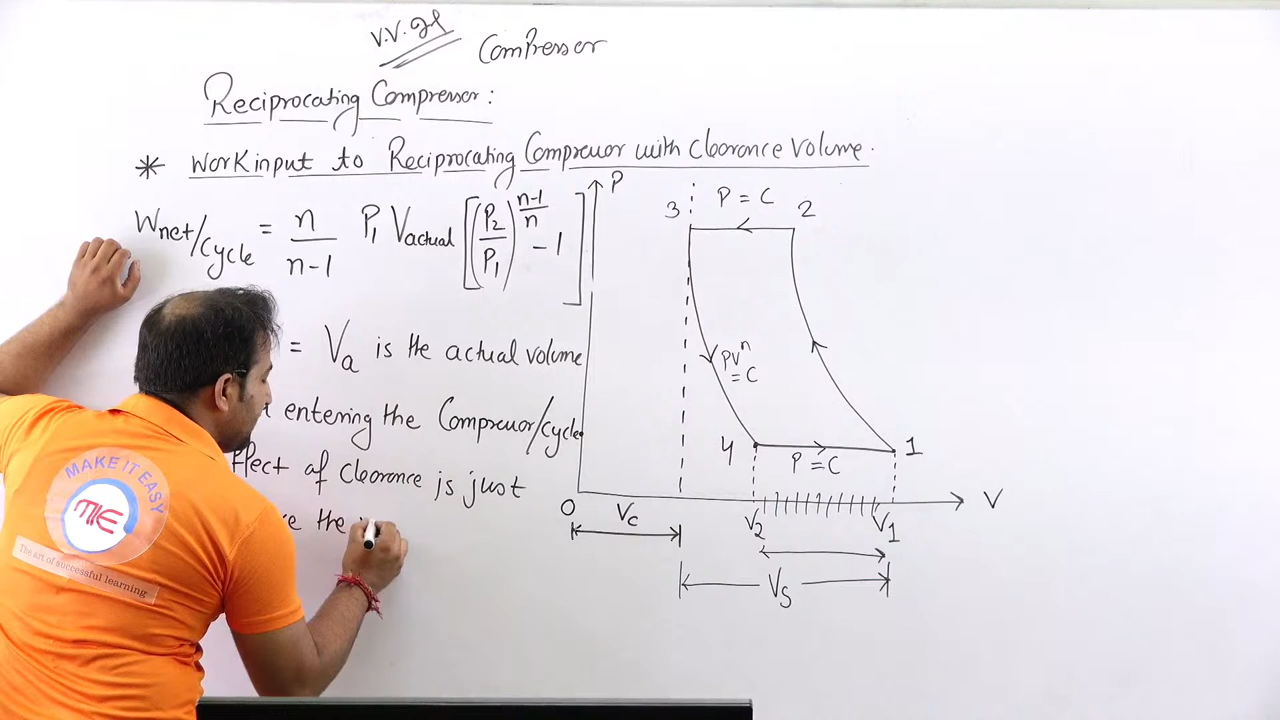 V.V. Compressor
Reciprocating Compressor:
* Work input to Reciprocating Compressor with Clearance Volume.
Wnet/Cycle = n/(n-1) P1 Vactual [(P2/P1)^((n-1)/n) - 1]
= Va is the actual volume
entering the Compressor/Cycle
ffect of Clearance is just
the
P
3
P = C
2
PV^n
= C
4
P = C
1
0
V
Vc
V2
V1
Vs
MAKE IT EASY
MIE
The art of successful learning